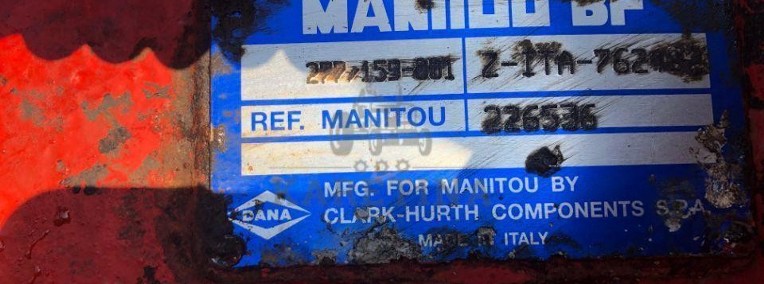 MANITOU BF
REF. MANITOU 226536
MFG. FOR MANITOU BY
DANA CLARK-HURTH COMPONENTS S.P.A.
MADE IN ITALY